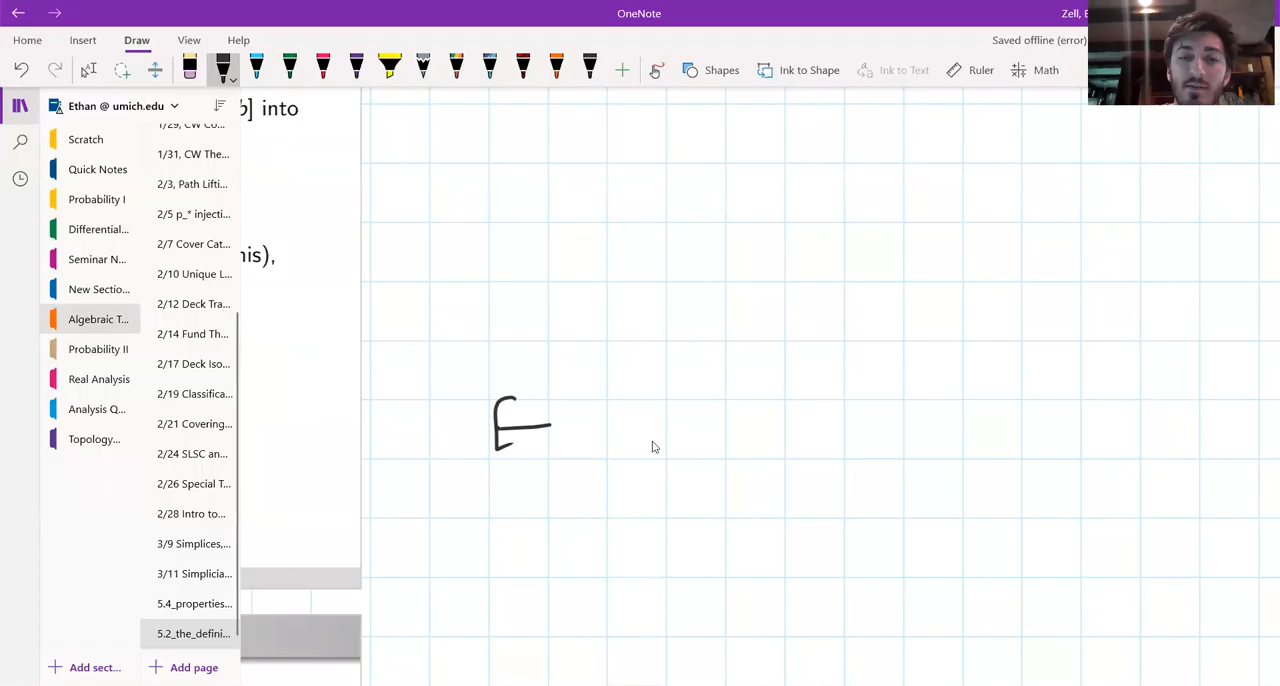 OneNote
Zell, E
Home Insert Draw View Help
Saved offline (error)
Shapes Ink to Shape Ink to Text Ruler Math
Ethan @ umich.edu
Scratch
Quick Notes
Probability I
Differential...
Seminar N...
New Sectio...
Algebraic T...
Probability II
Real Analysis
Analysis Q...
Topology...
Add sect...
1/29, CW Co...
1/31, CW The...
2/3, Path Lifti...
2/5 p_* injecti...
2/7 Cover Cat...
2/10 Unique L...
2/12 Deck Tra...
2/14 Fund Th...
2/17 Deck Iso...
2/19 Classifica...
2/21 Covering...
2/24 SLSC an...
2/26 Special T...
2/28 Intro to...
3/9 Simplices,...
3/11 Simplicia...
5.4_properties...
5.2_the_defini...
Add page
b] into
his),
E